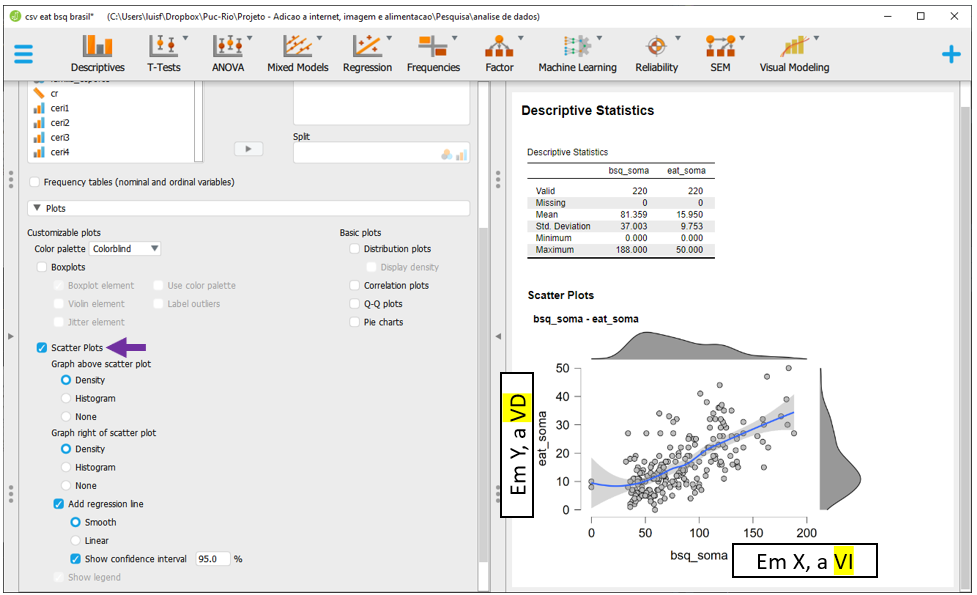 csv eat bsq brasil* (C:\Users\luisf\Dropbox\Puc-Rio\Projeto - Adicao a internet, imagem e alimentacao\Pesquisa\analise de dados)
Descriptives T-Tests ANOVA Mixed Models Regression Frequencies Factor Machine Learning Reliability SEM Visual Modeling
cr
ceri1
ceri2
ceri3
ceri4
Split
Frequency tables (nominal and ordinal variables)
Plots
Customizable plots
Color palette Colorblind
Boxplots
Boxplot element Use color palette
Violin element Label outliers
Jitter element
Basic plots
Distribution plots
Display density
Correlation plots
Q-Q plots
Pie charts
Scatter Plots
Graph above scatter plot
Density
Histogram
None
Graph right of scatter plot
Density
Histogram
None
Add regression line
Smooth
Linear
Show confidence interval 95.0 %
Show legend
Descriptive Statistics
Descriptive Statistics
bsq_soma eat_soma
Valid 220 220
Missing 0 0
Mean 81.359 15.950
Std. Deviation 37.003 9.753
Minimum 0.000 0.000
Maximum 188.000 50.000
Scatter Plots
bsq_soma - eat_soma
Em Y, a VD
eat_soma
50
40
30
20
10
0
0 50 100 150 200
bsq_soma
Em X, a VI